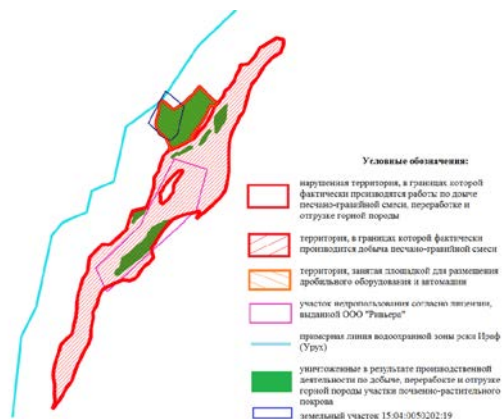 Условные обозначения:
нарушенная территория, в границах которой
фактически производятся работы по добыче
песчано-гравийной смеси, переработке и
отгрузке горной породы
территория, в границах которой фактически
производится добыча песчано-гравийной смеси
территория, занятая площадкой для размещения
дробильного оборудования и автомашин
участок недропользования согласно лицензии,
выданной ООО "Ривьера"
примерная линия водоохранной зоны реки Ираф
(Урух)
уничтоженные в результате производственной
деятельности по добыче, переработке и отгрузке
горной породы участки почвенно-растительного
покрова
земельный участок 15:04:0050202:19